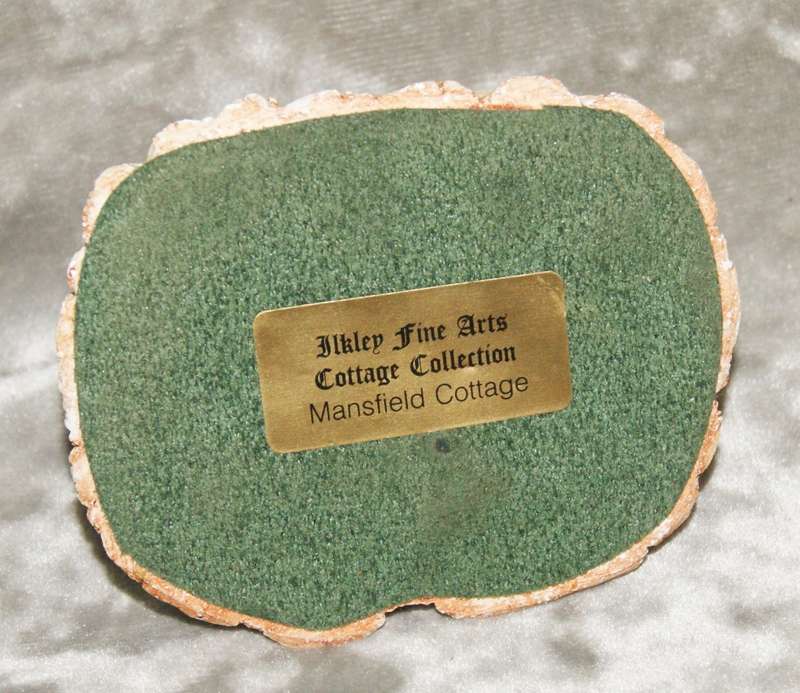 Ilkley Fine Arts
Cottage Collection
Mansfield Cottage